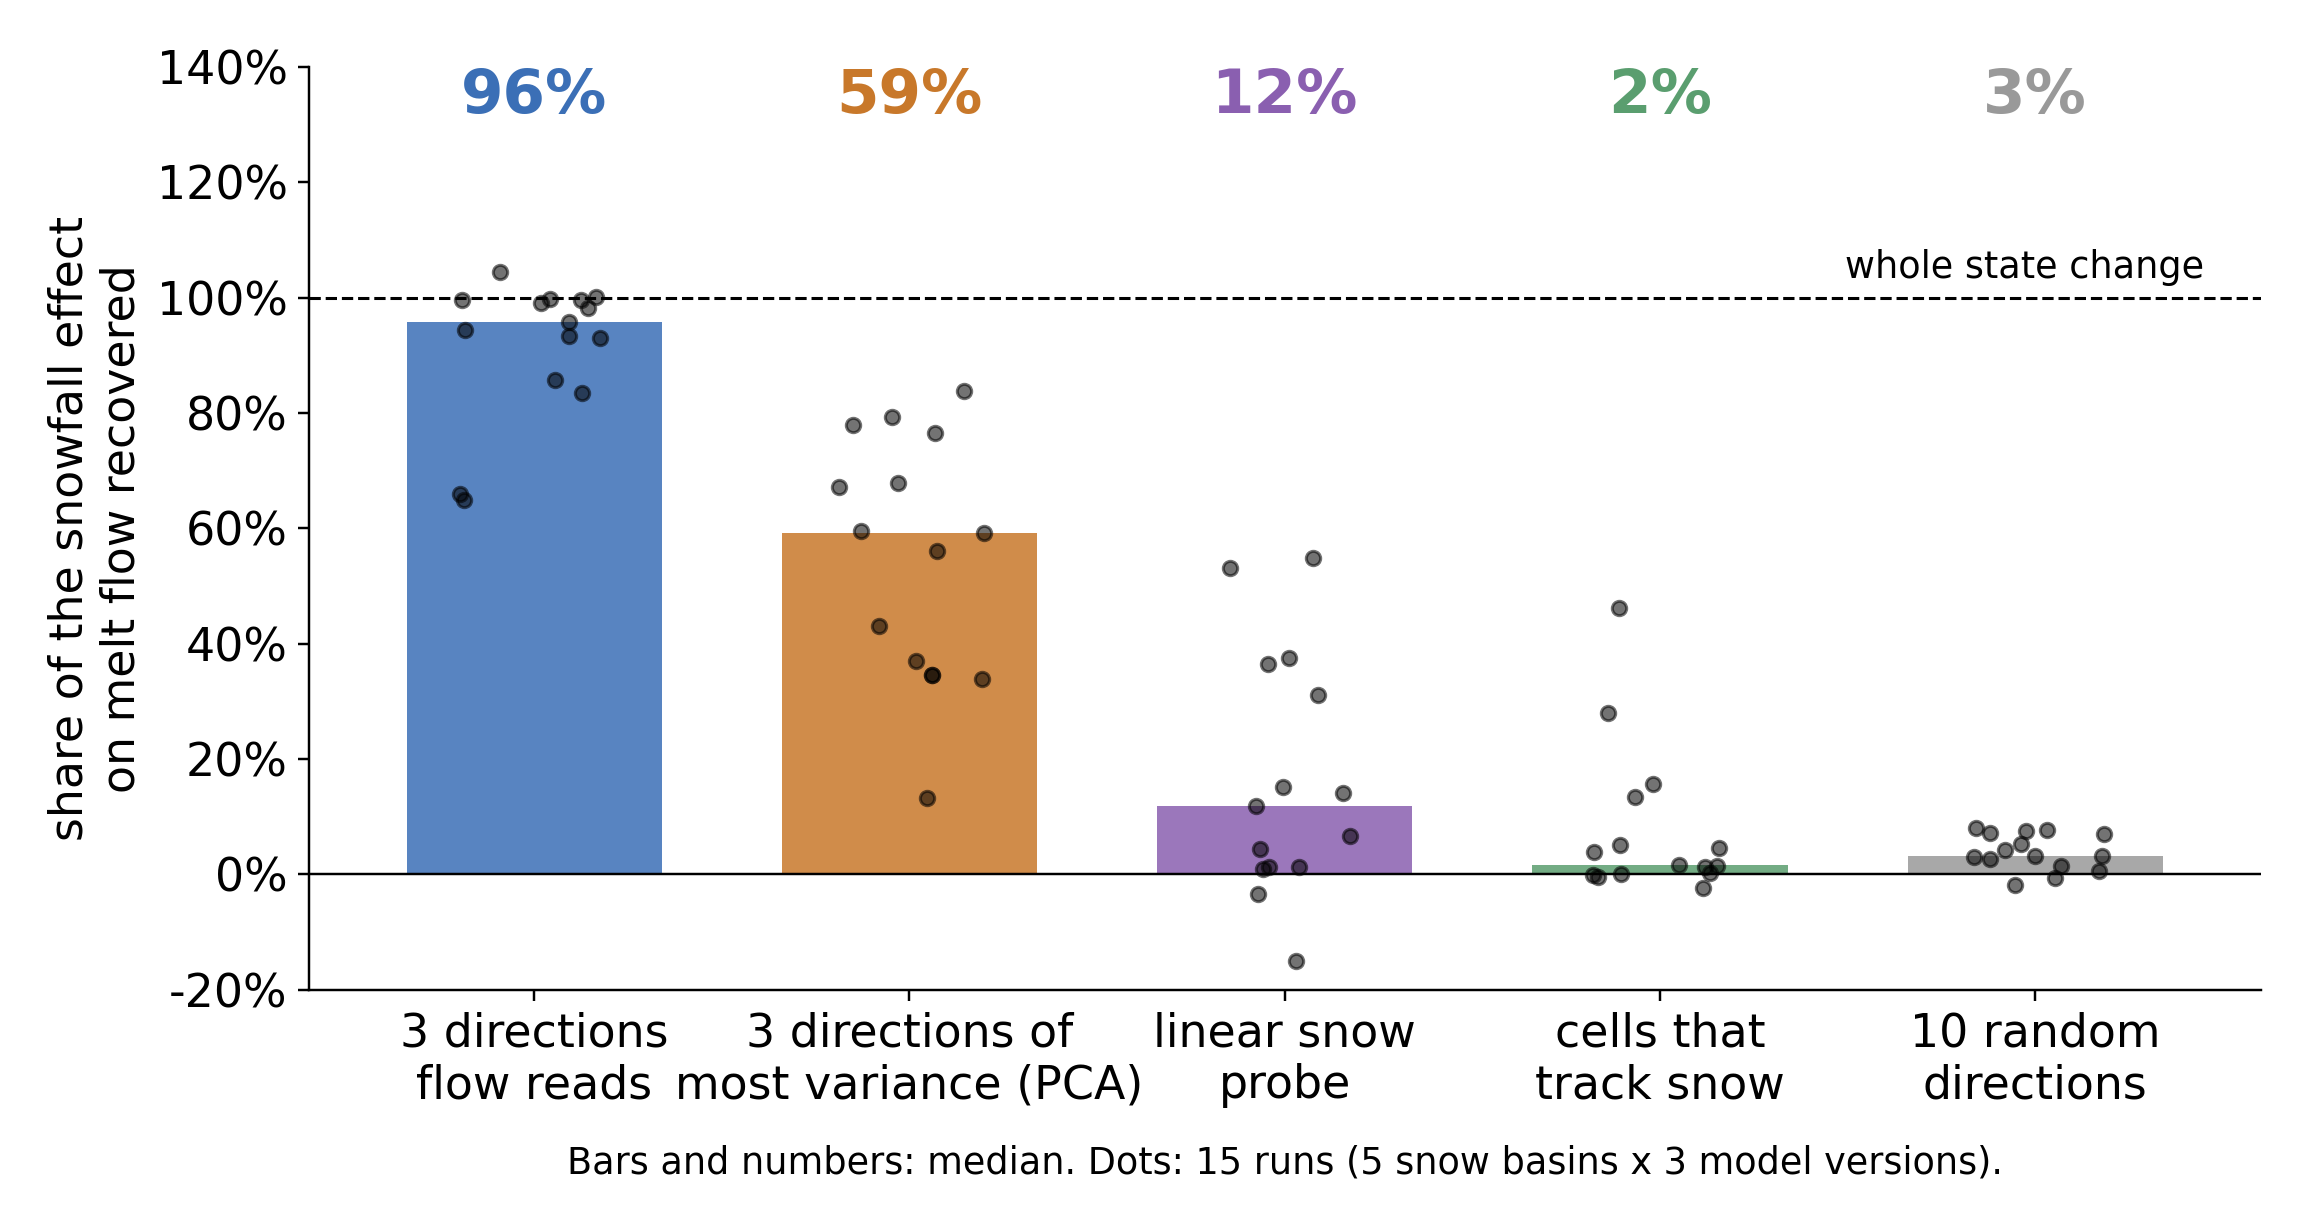 96%
59%
12%
2%
3%
140%
120%
100%
80%
60%
40%
20%
0%
-20%
share of the snowfall effect
on melt flow recovered
whole state change
3 directions
flow reads
3 directions of
most variance (PCA)
linear snow
probe
cells that
track snow
10 random
directions
Bars and numbers: median. Dots: 15 runs (5 snow basins x 3 model versions).